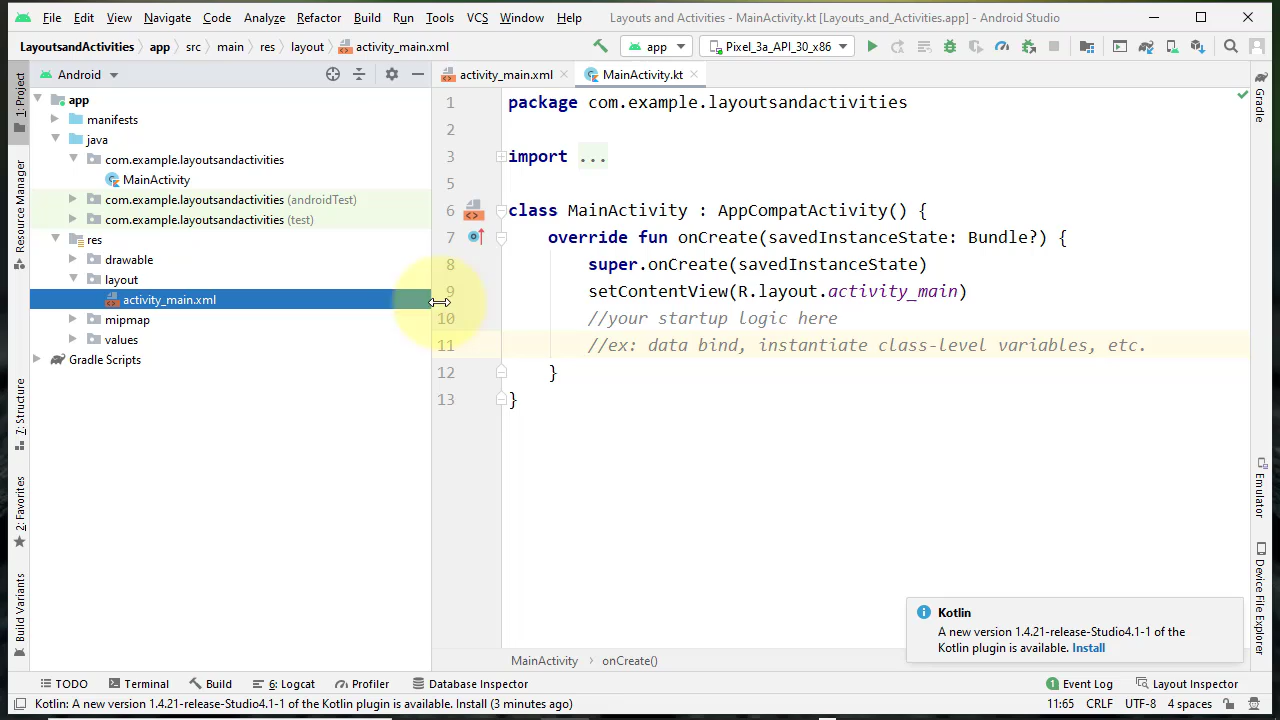 File Edit View Navigate Code Analyze Refactor Build Run Tools VCS Window Help Layouts and Activities - MainActivity.kt [Layouts_and_Activities.app] - Android Studio
LayoutsandActivities app src main res layout activity_main.xml app Pixel_3a_API_30_x86
Android
activity_main.xml MainActivity.kt
1: Project
Resource Manager
7: Structure
2: Favorites
Build Variants
app
manifests
java
com.example.layoutsandactivities
MainActivity
com.example.layoutsandactivities (androidTest)
com.example.layoutsandactivities (test)
res
drawable
layout
activity_main.xml
mipmap
values
Gradle Scripts
1 package com.example.layoutsandactivities
2
3 import ...
5
6 class MainActivity : AppCompatActivity() {
7 override fun onCreate(savedInstanceState: Bundle?) {
8 super.onCreate(savedInstanceState)
9 setContentView(R.layout.activity_main)
10 //your startup logic here
11 //ex: data bind, instantiate class-level variables, etc.
12 }
13 }
Gradle
Emulator
Device File Explorer
Kotlin
A new version 1.4.21-release-Studio4.1-1 of the
Kotlin plugin is available. Install
MainActivity onCreate()
TODO Terminal Build 6: Logcat Profiler Database Inspector 1 Event Log Layout Inspector
Kotlin: A new version 1.4.21-release-Studio4.1-1 of the Kotlin plugin is available. Install (3 minutes ago) 11:65 CRLF UTF-8 4 spaces